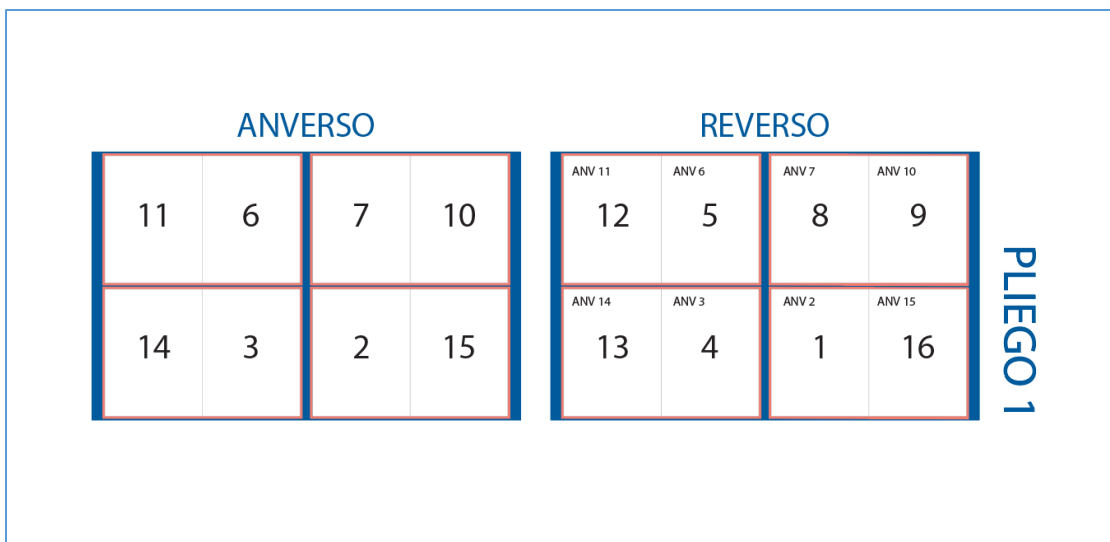 ANVERSO
11 6 7 10
14 3 2 15
REVERSO
ANV 11 ANV 6 ANV 7 ANV 10
12 5 8 9
ANV 14 ANV 3 ANV 2 ANV 15
13 4 1 16
PLIEGO 1